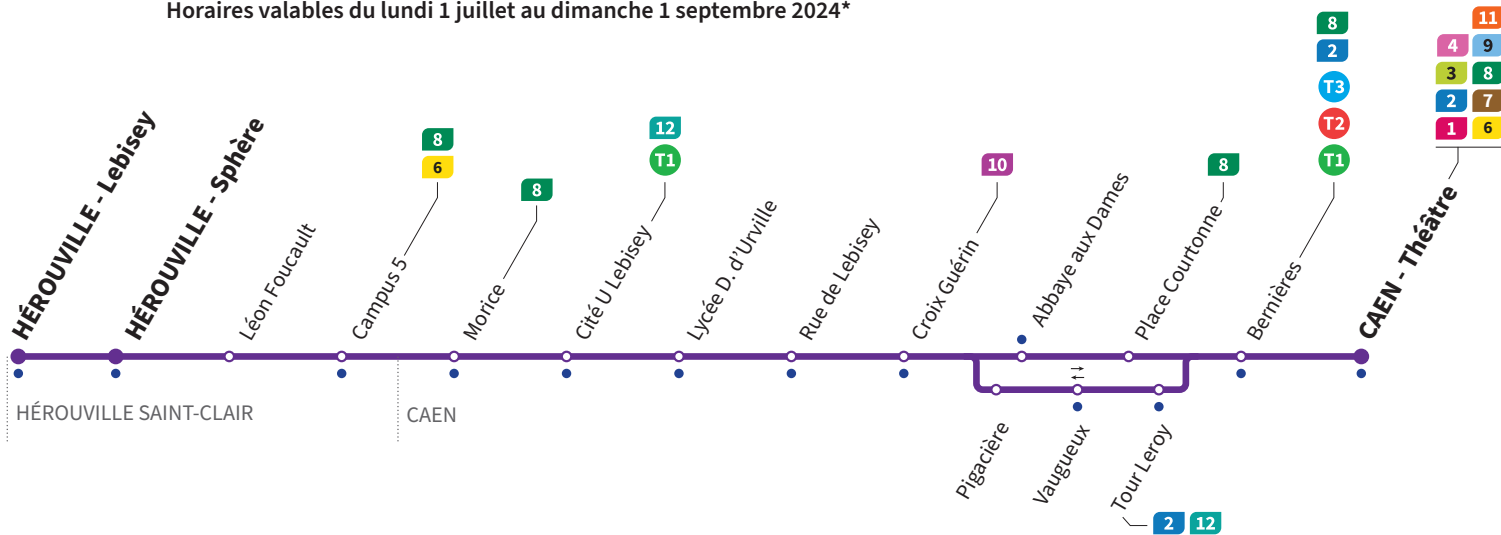 Horaires valables du lundi 1 juillet au dimanche 1 septembre 2024*
HÉROUVILLE - Lebisey
HÉROUVILLE - Sphère
Léon Foucault
Campus 5
8
6
Morice
8
Cité U Lebisey
12
T1
Lycée D. d'Urville
Rue de Lebisey
Croix Guérin
10
Abbaye aux Dames
Place Courtonne
8
Bernières
8
2
T3
T2
T1
CAEN - Théâtre
11
4 9
3 8
2 7
1 6
Pigacière
Vaugueux
Tour Leroy
2 12
HÉROUVILLE SAINT-CLAIR
CAEN